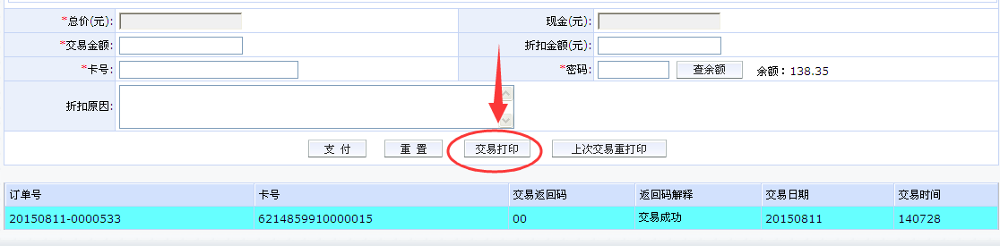 *总价(元): 现金(元):
*交易金额: 折扣金额(元):
*卡号: *密码: 查余额 余额：138.35
折扣原因:
支 付 重 置 交易打印 上次交易重打印
订单号 卡号 交易返回码 返回码解释 交易日期 交易时间
20150811-0000533 6214859910000015 00 交易成功 20150811 140728